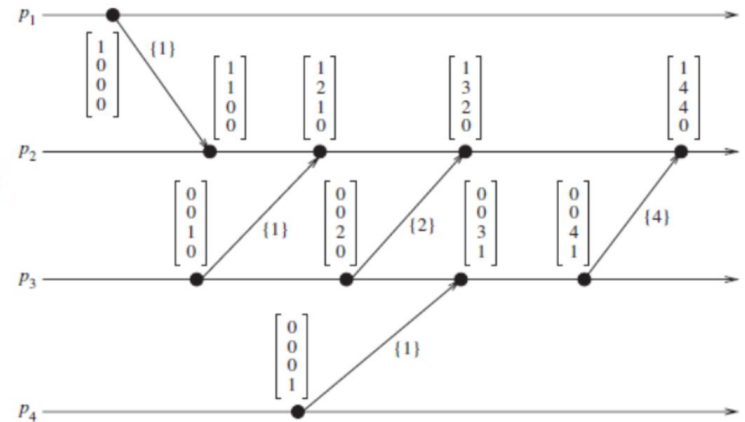 p1
{1}
[1 0 0 0]
[1 1 0 0]
[1 2 1 0]
[1 3 2 0]
[1 4 4 0]
p2
[0 0 1 0]
{1}
[0 0 2 0]
{2}
[0 0 3 1]
[0 0 4 1]
{4}
p3
[0 0 0 1]
{1}
p4